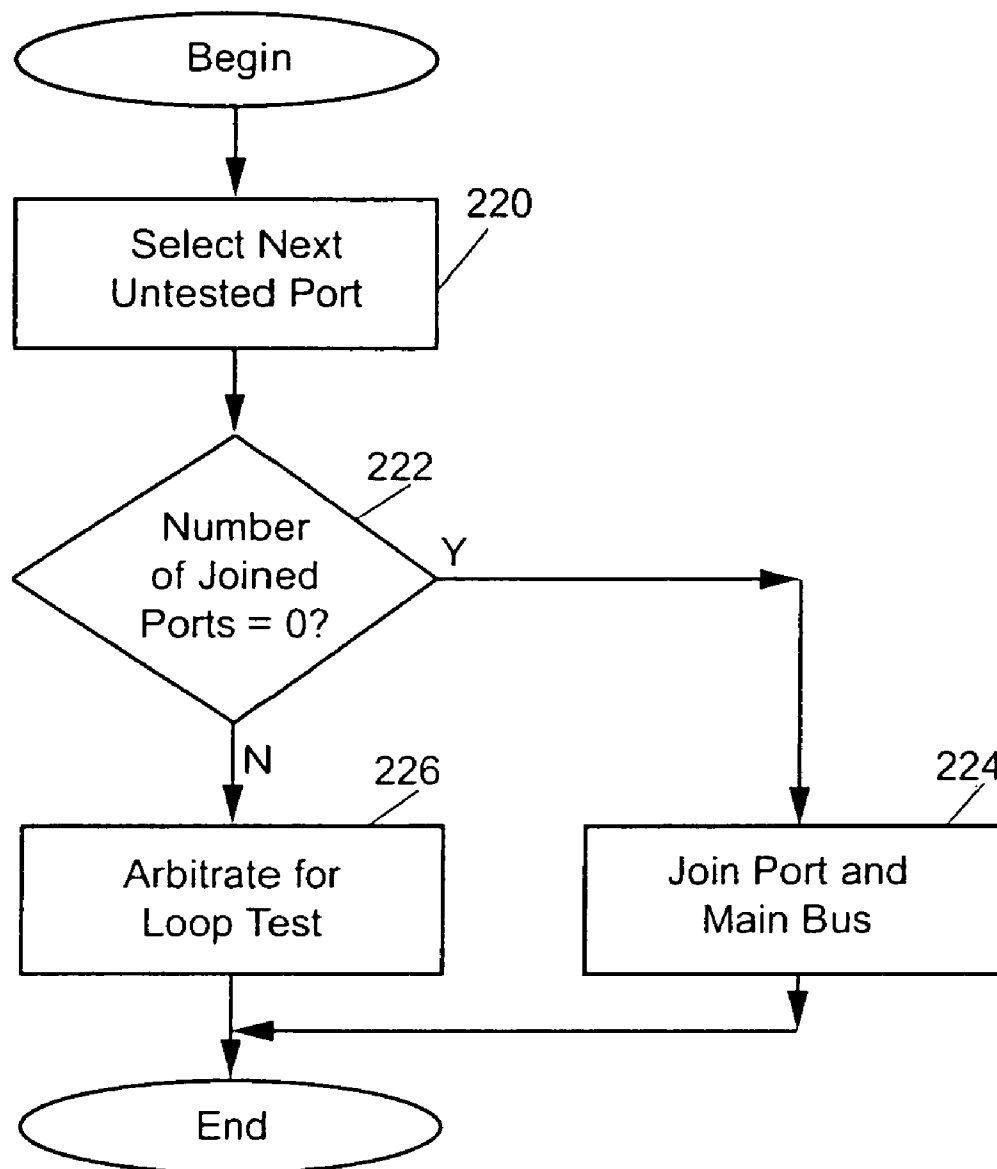 Begin
220
Select Next
Untested Port
222
Number
of Joined
Ports = 0?
Y
N
226
Arbitrate for
Loop Test
224
Join Port and
Main Bus
End